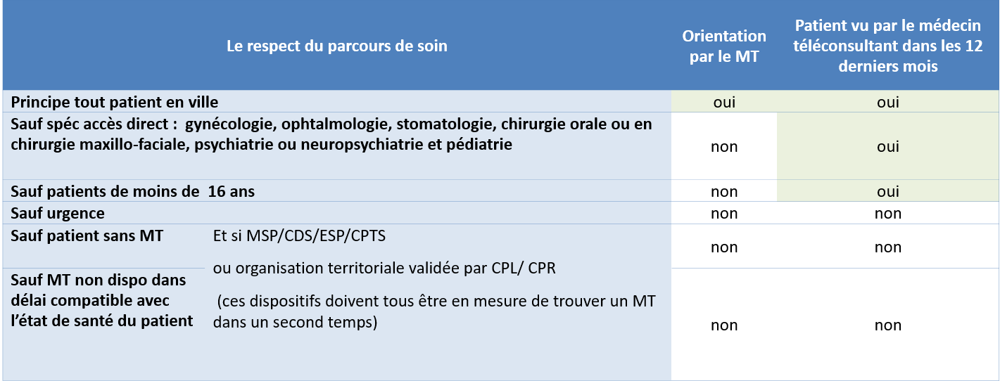 Le respect du parcours de soin
Orientation
par le MT
Patient vu par le médecin
téléconsultant dans les 12
derniers mois
Principe tout patient en ville
oui
oui
Sauf spéc accès direct : gynécologie, ophtalmologie, stomatologie, chirurgie orale ou en
chirurgie maxillo-faciale, psychiatrie ou neuropsychiatrie et pédiatrie
non
oui
Sauf patients de moins de 16 ans
non
oui
Sauf urgence
non
non
Sauf patient sans MT
Et si MSP/CDS/ESP/CPTS
non
non
ou organisation territoriale validée par CPL/ CPR
Sauf MT non dispo dans
délai compatible avec
l’état de santé du patient
(ces dispositifs doivent tous être en mesure de trouver un MT
dans un second temps)
non
non